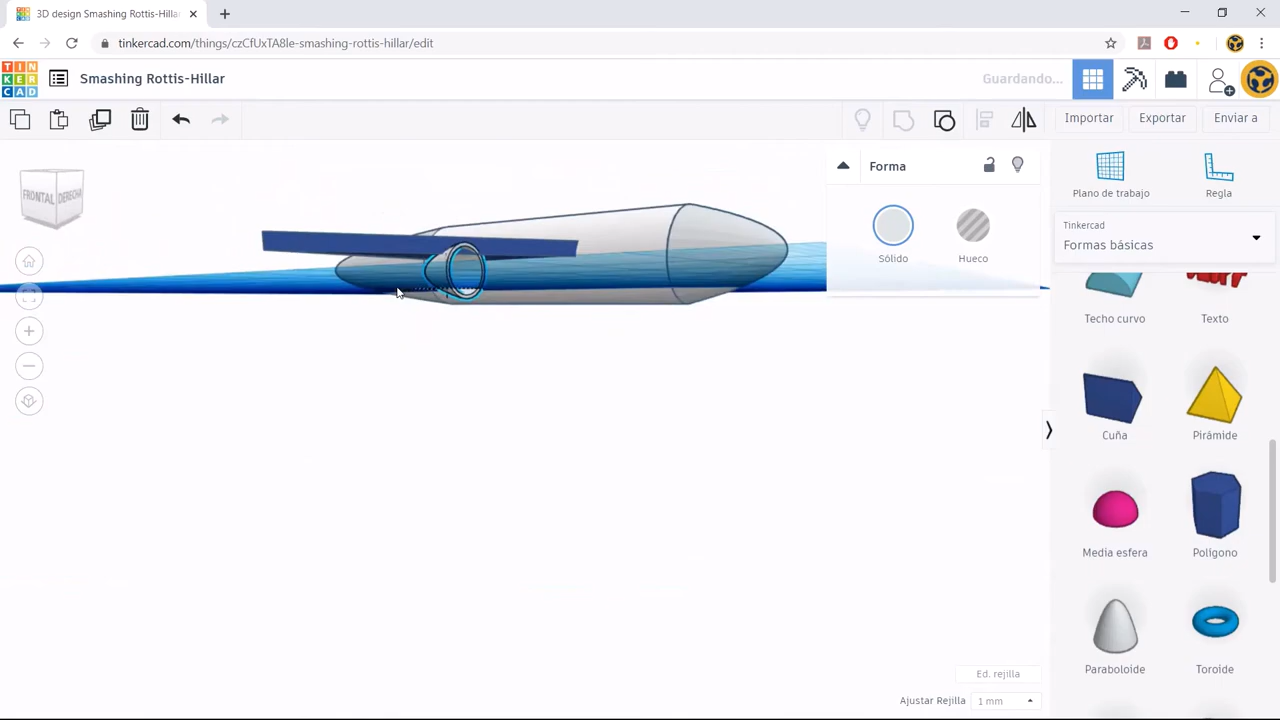 3D design Smashing Rottis-Hilla
tinkercad.com/things/czCfUxTA8le-smashing-rottis-hillar/edit
TIN
KER
CAD
Smashing Rottis-Hillar
Guardando...
Importar
Exportar
Enviar a
FRONTAL
DERECHA
Forma
Sólido
Hueco
Plano de trabajo
Regla
Tinkercad
Formas básicas
Techo curvo
Texto
Cuña
Pirámide
Media esfera
Polígono
Paraboloide
Toroide
Ed. rejilla
Ajustar Rejilla
1 mm